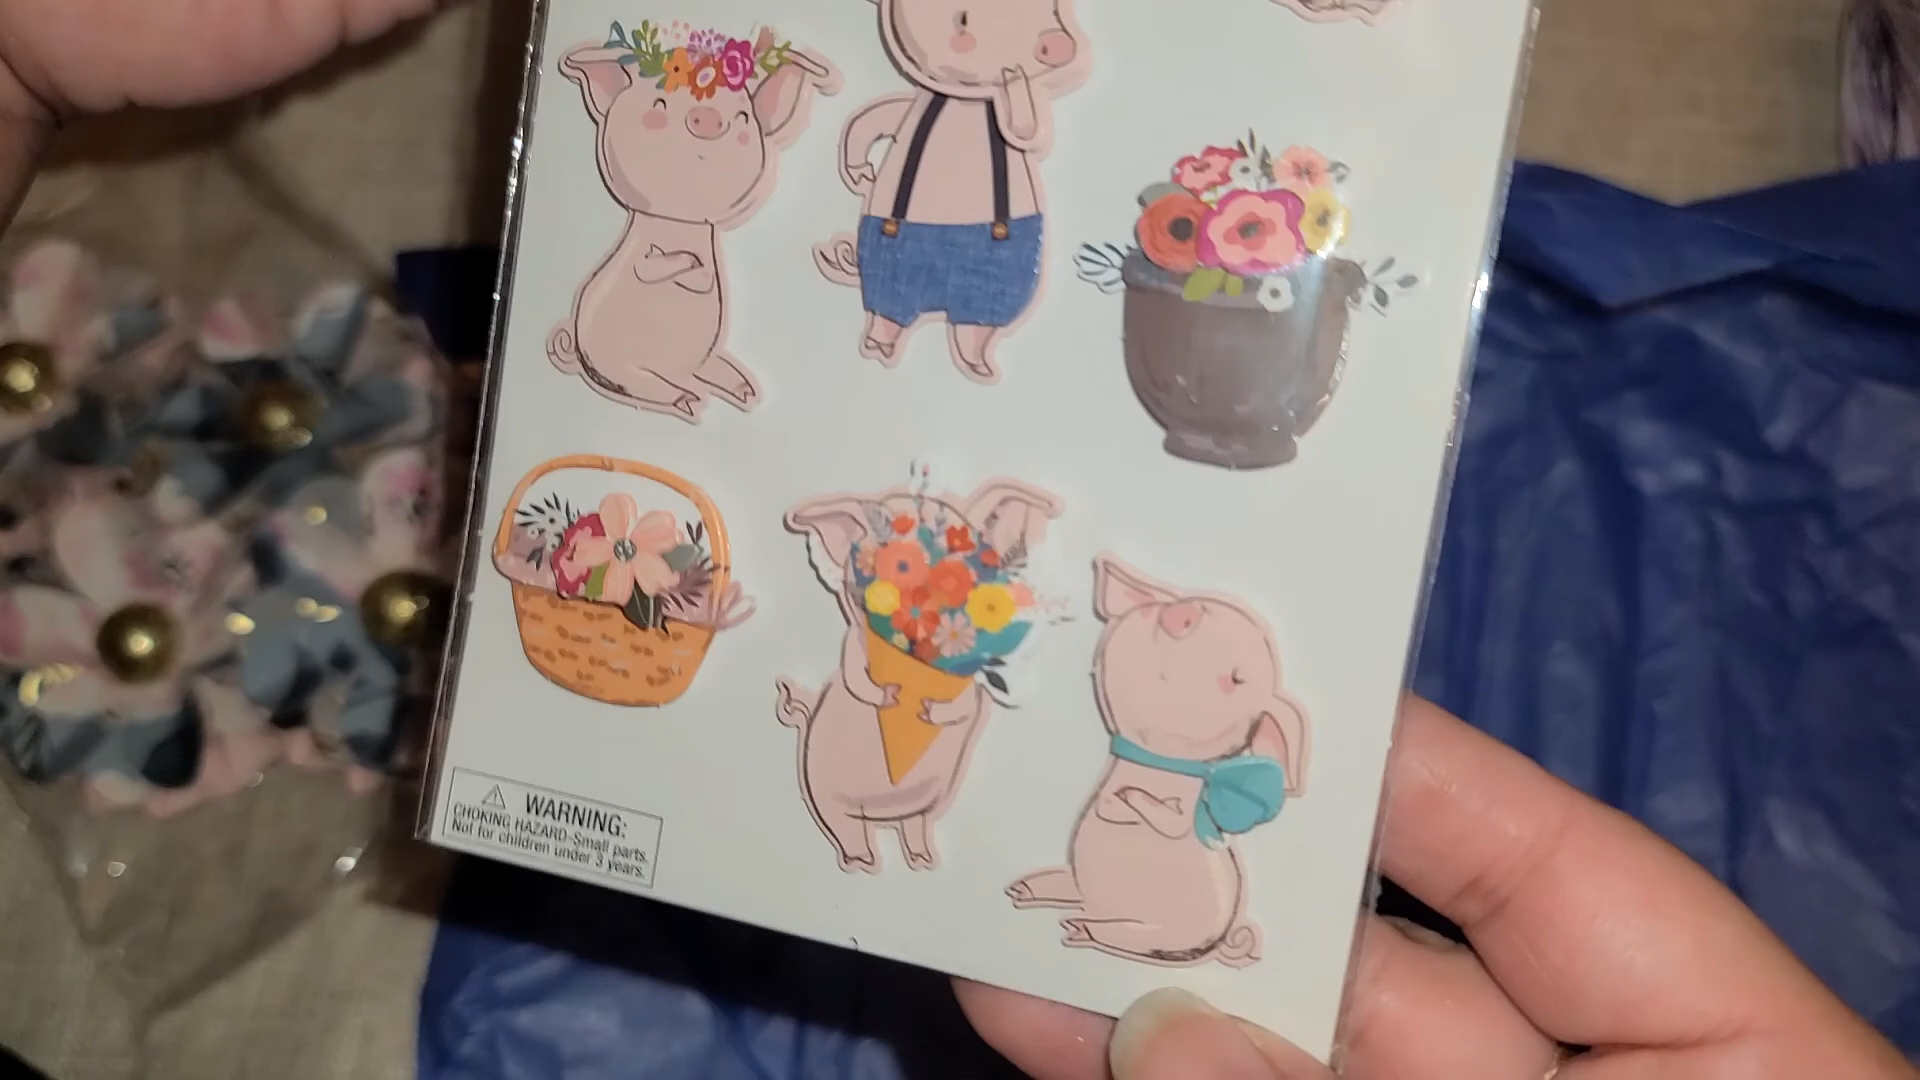 WARNING:
CHOKING HAZARD-Small parts.
Not for children under 3 years.